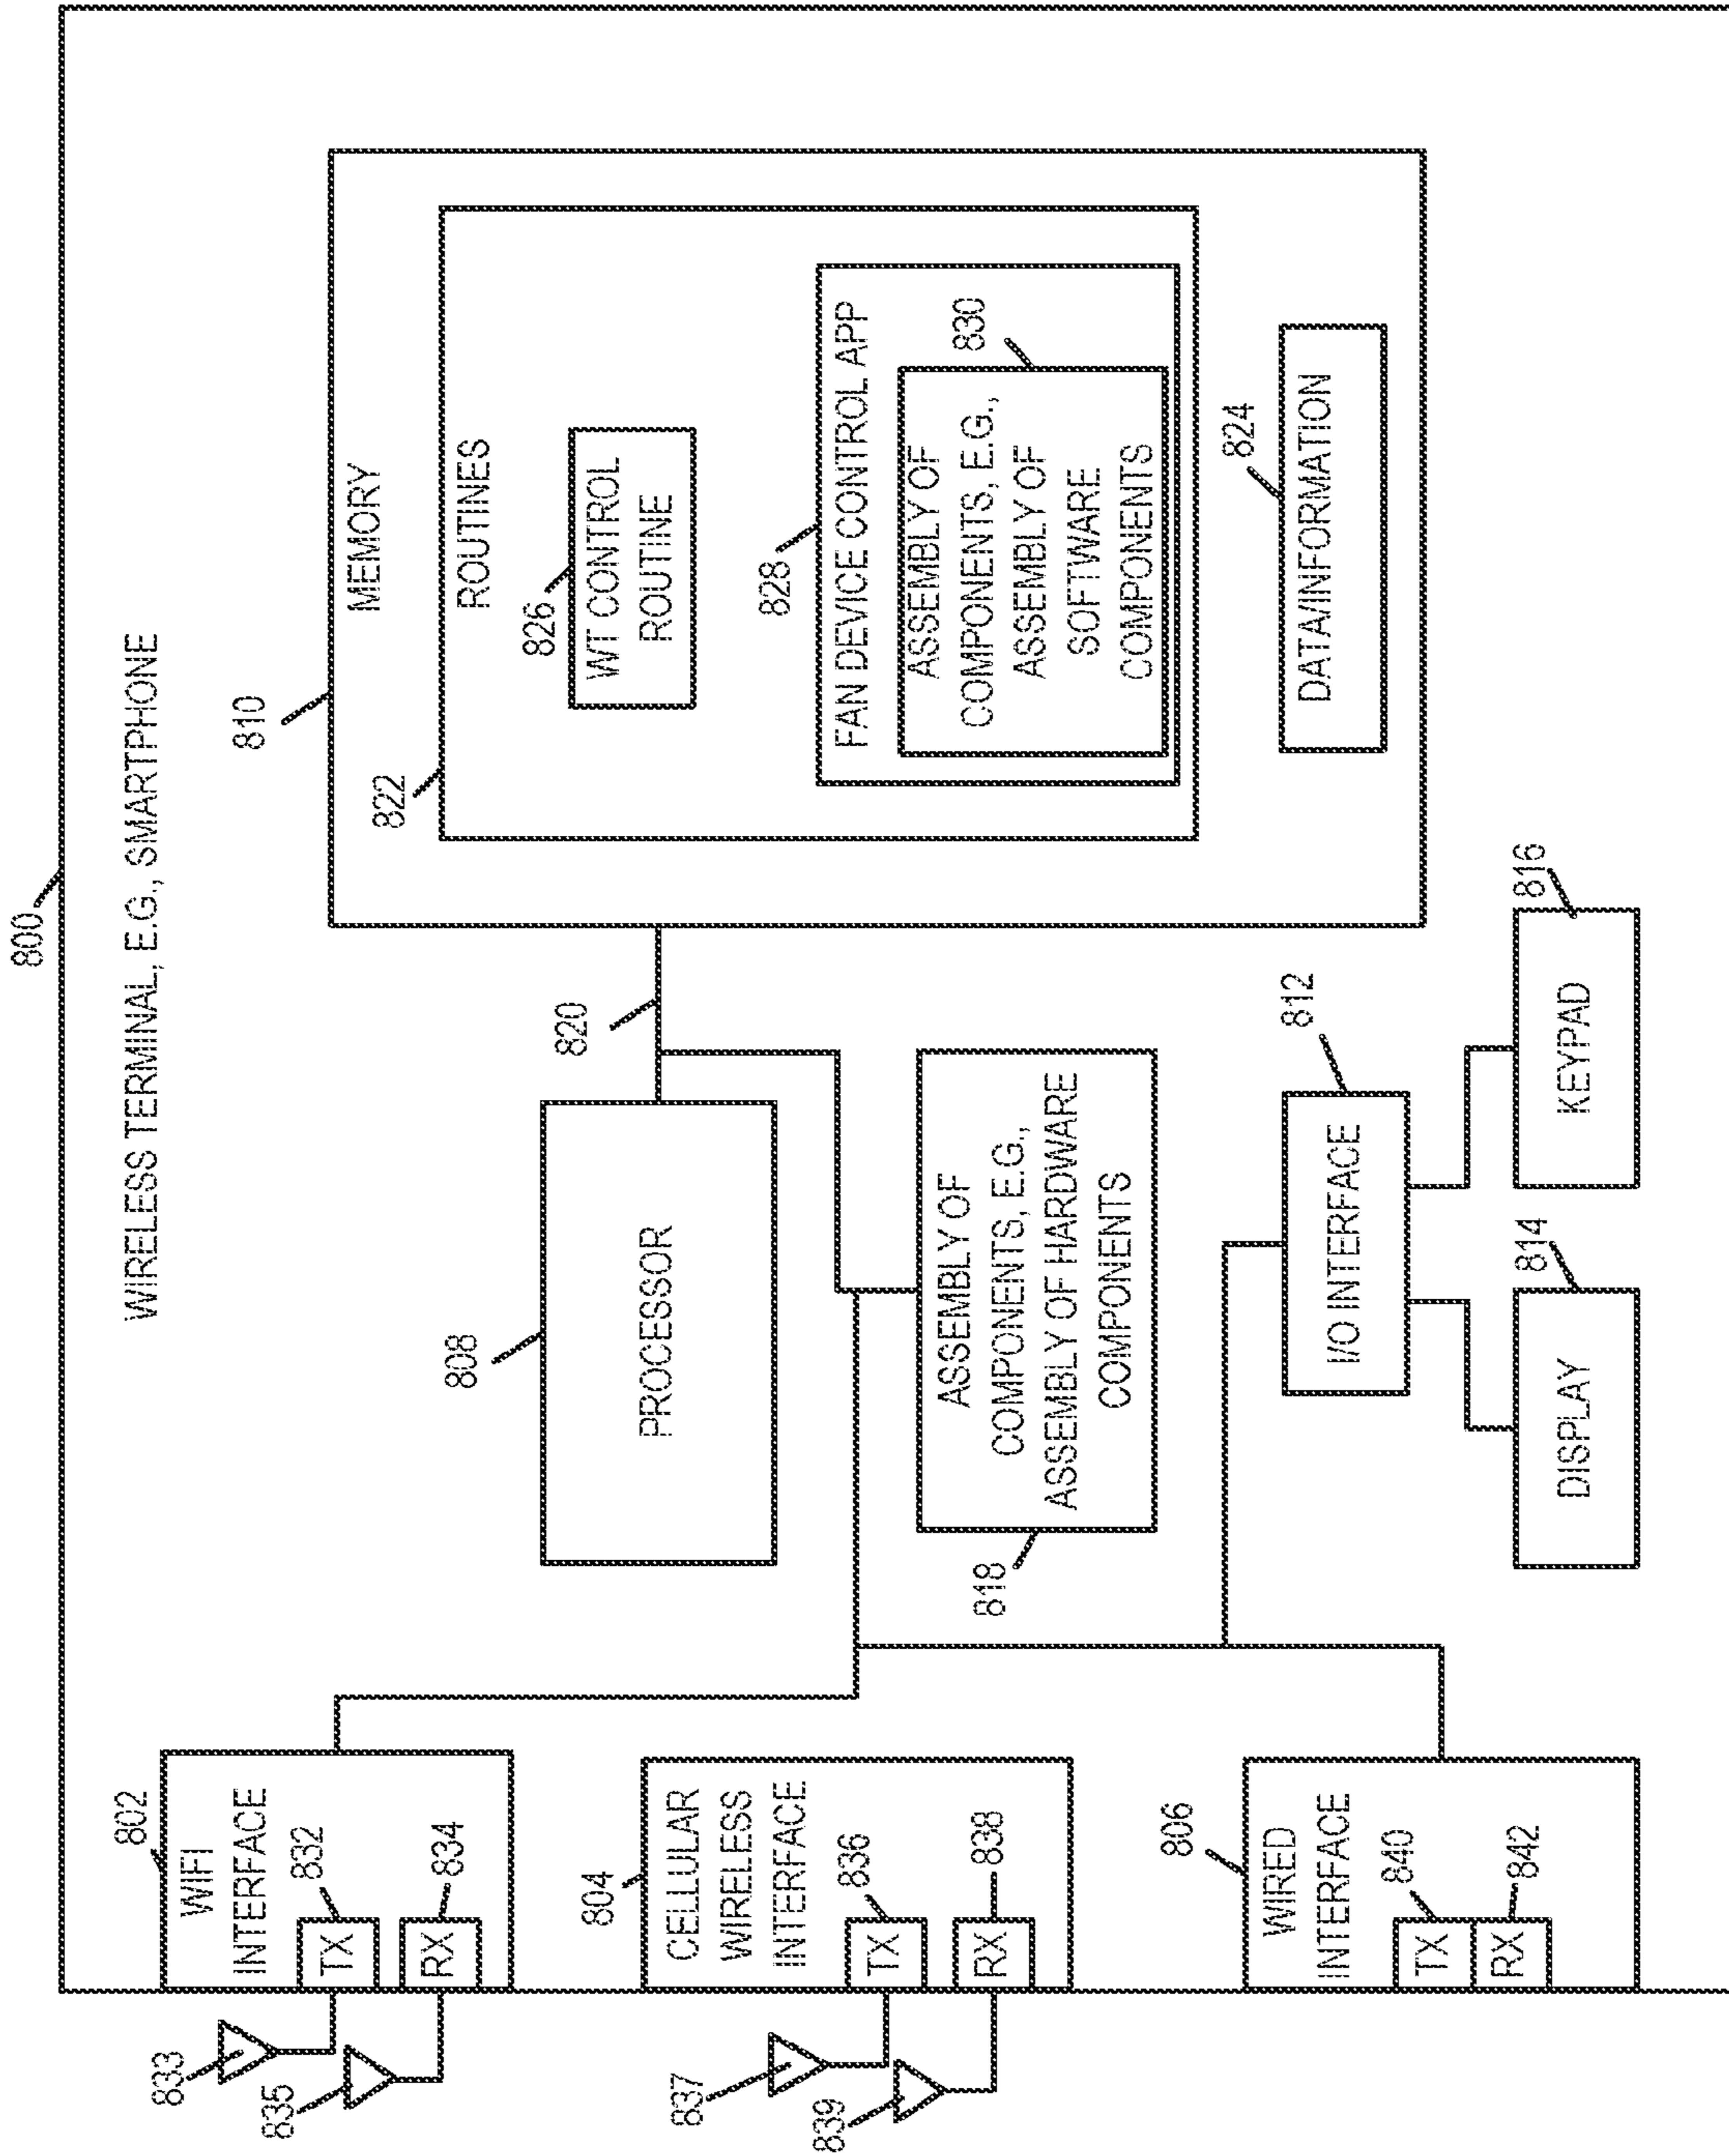 800
WIRELESS TERMINAL, E.G., SMARTPHONE
802
WIFI
INTERFACE
TX
832
RX
834
833
835
804
CELLULAR
WIRELESS
INTERFACE
TX
836
RX
838
837
839
806
WIRED
INTERFACE
TX
840
RX
842
808
PROCESSOR
820
818
ASSEMBLY OF
COMPONENTS, E.G.,
ASSEMBLY OF HARDWARE
COMPONENTS
812
I/O INTERFACE
814
DISPLAY
816
KEYPAD
810
MEMORY
822
ROUTINES
826
WT CONTROL
ROUTINE
828
FAN DEVICE CONTROL APP
830
ASSEMBLY OF
COMPONENTS, E.G.,
ASSEMBLY OF
SOFTWARE
COMPONENTS
824
DATA/INFORMATION